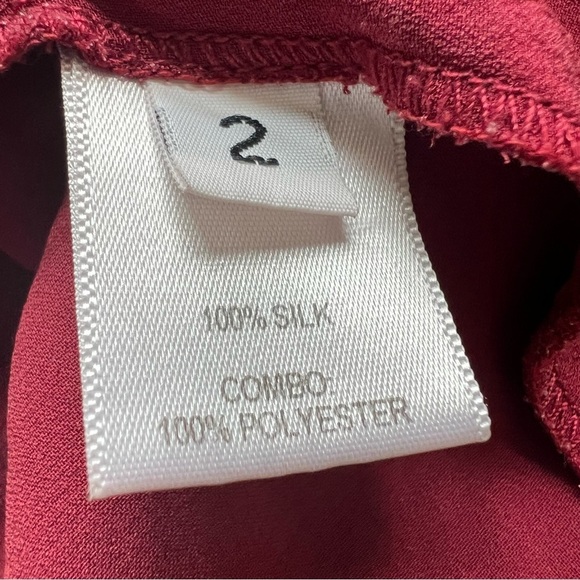 2
100% SILK
COMBO-
100% POLYESTER